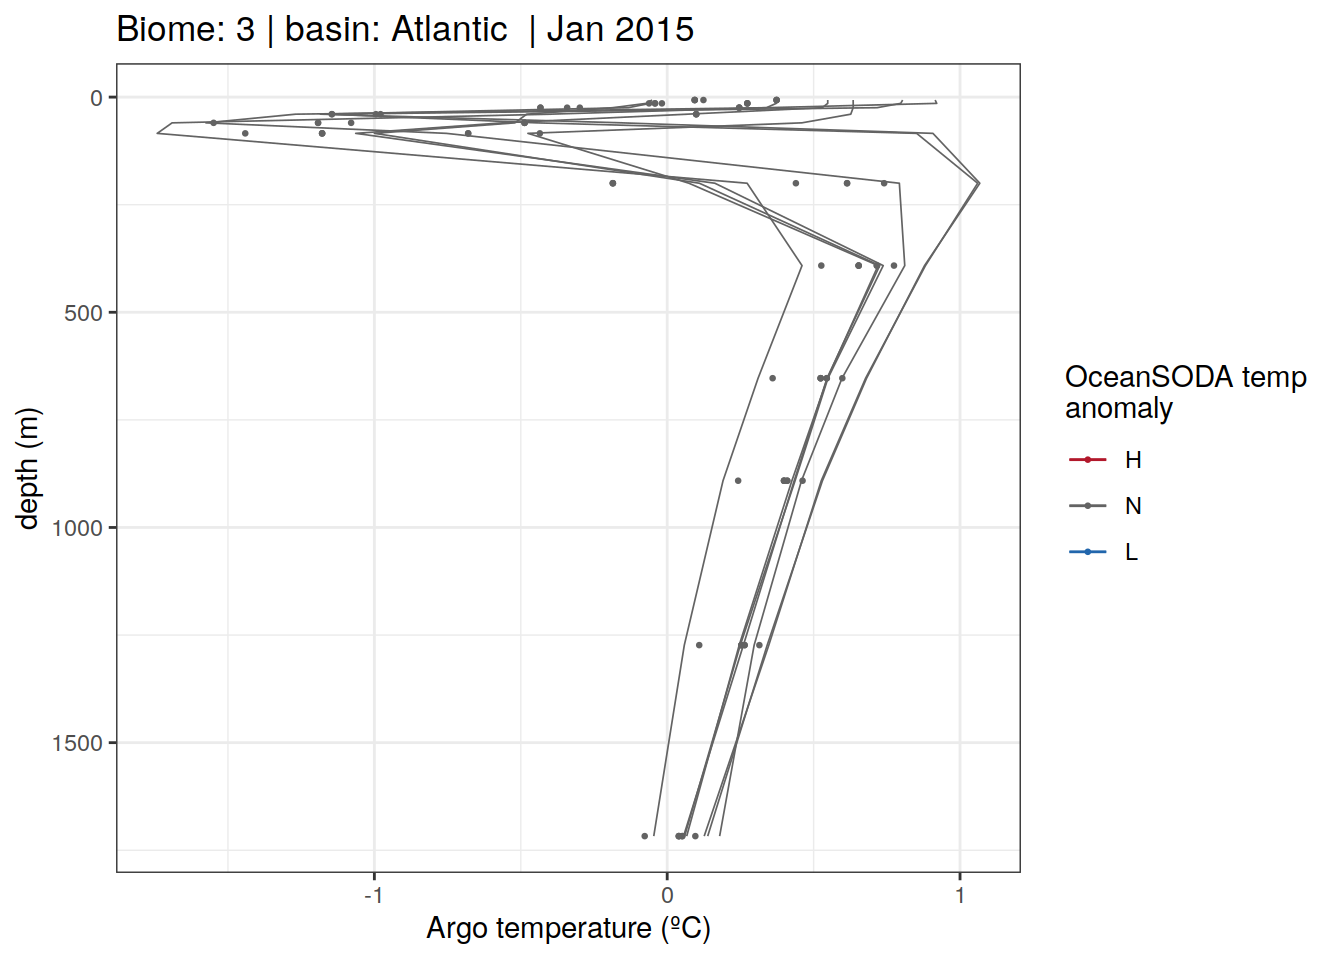 Biome: 3 | basin: Atlantic  | Jan 2015
0
500
1000
1500
depth (m)
-1
0
1
Argo temperature (ºC)
OceanSODA temp
anomaly
H
N
L